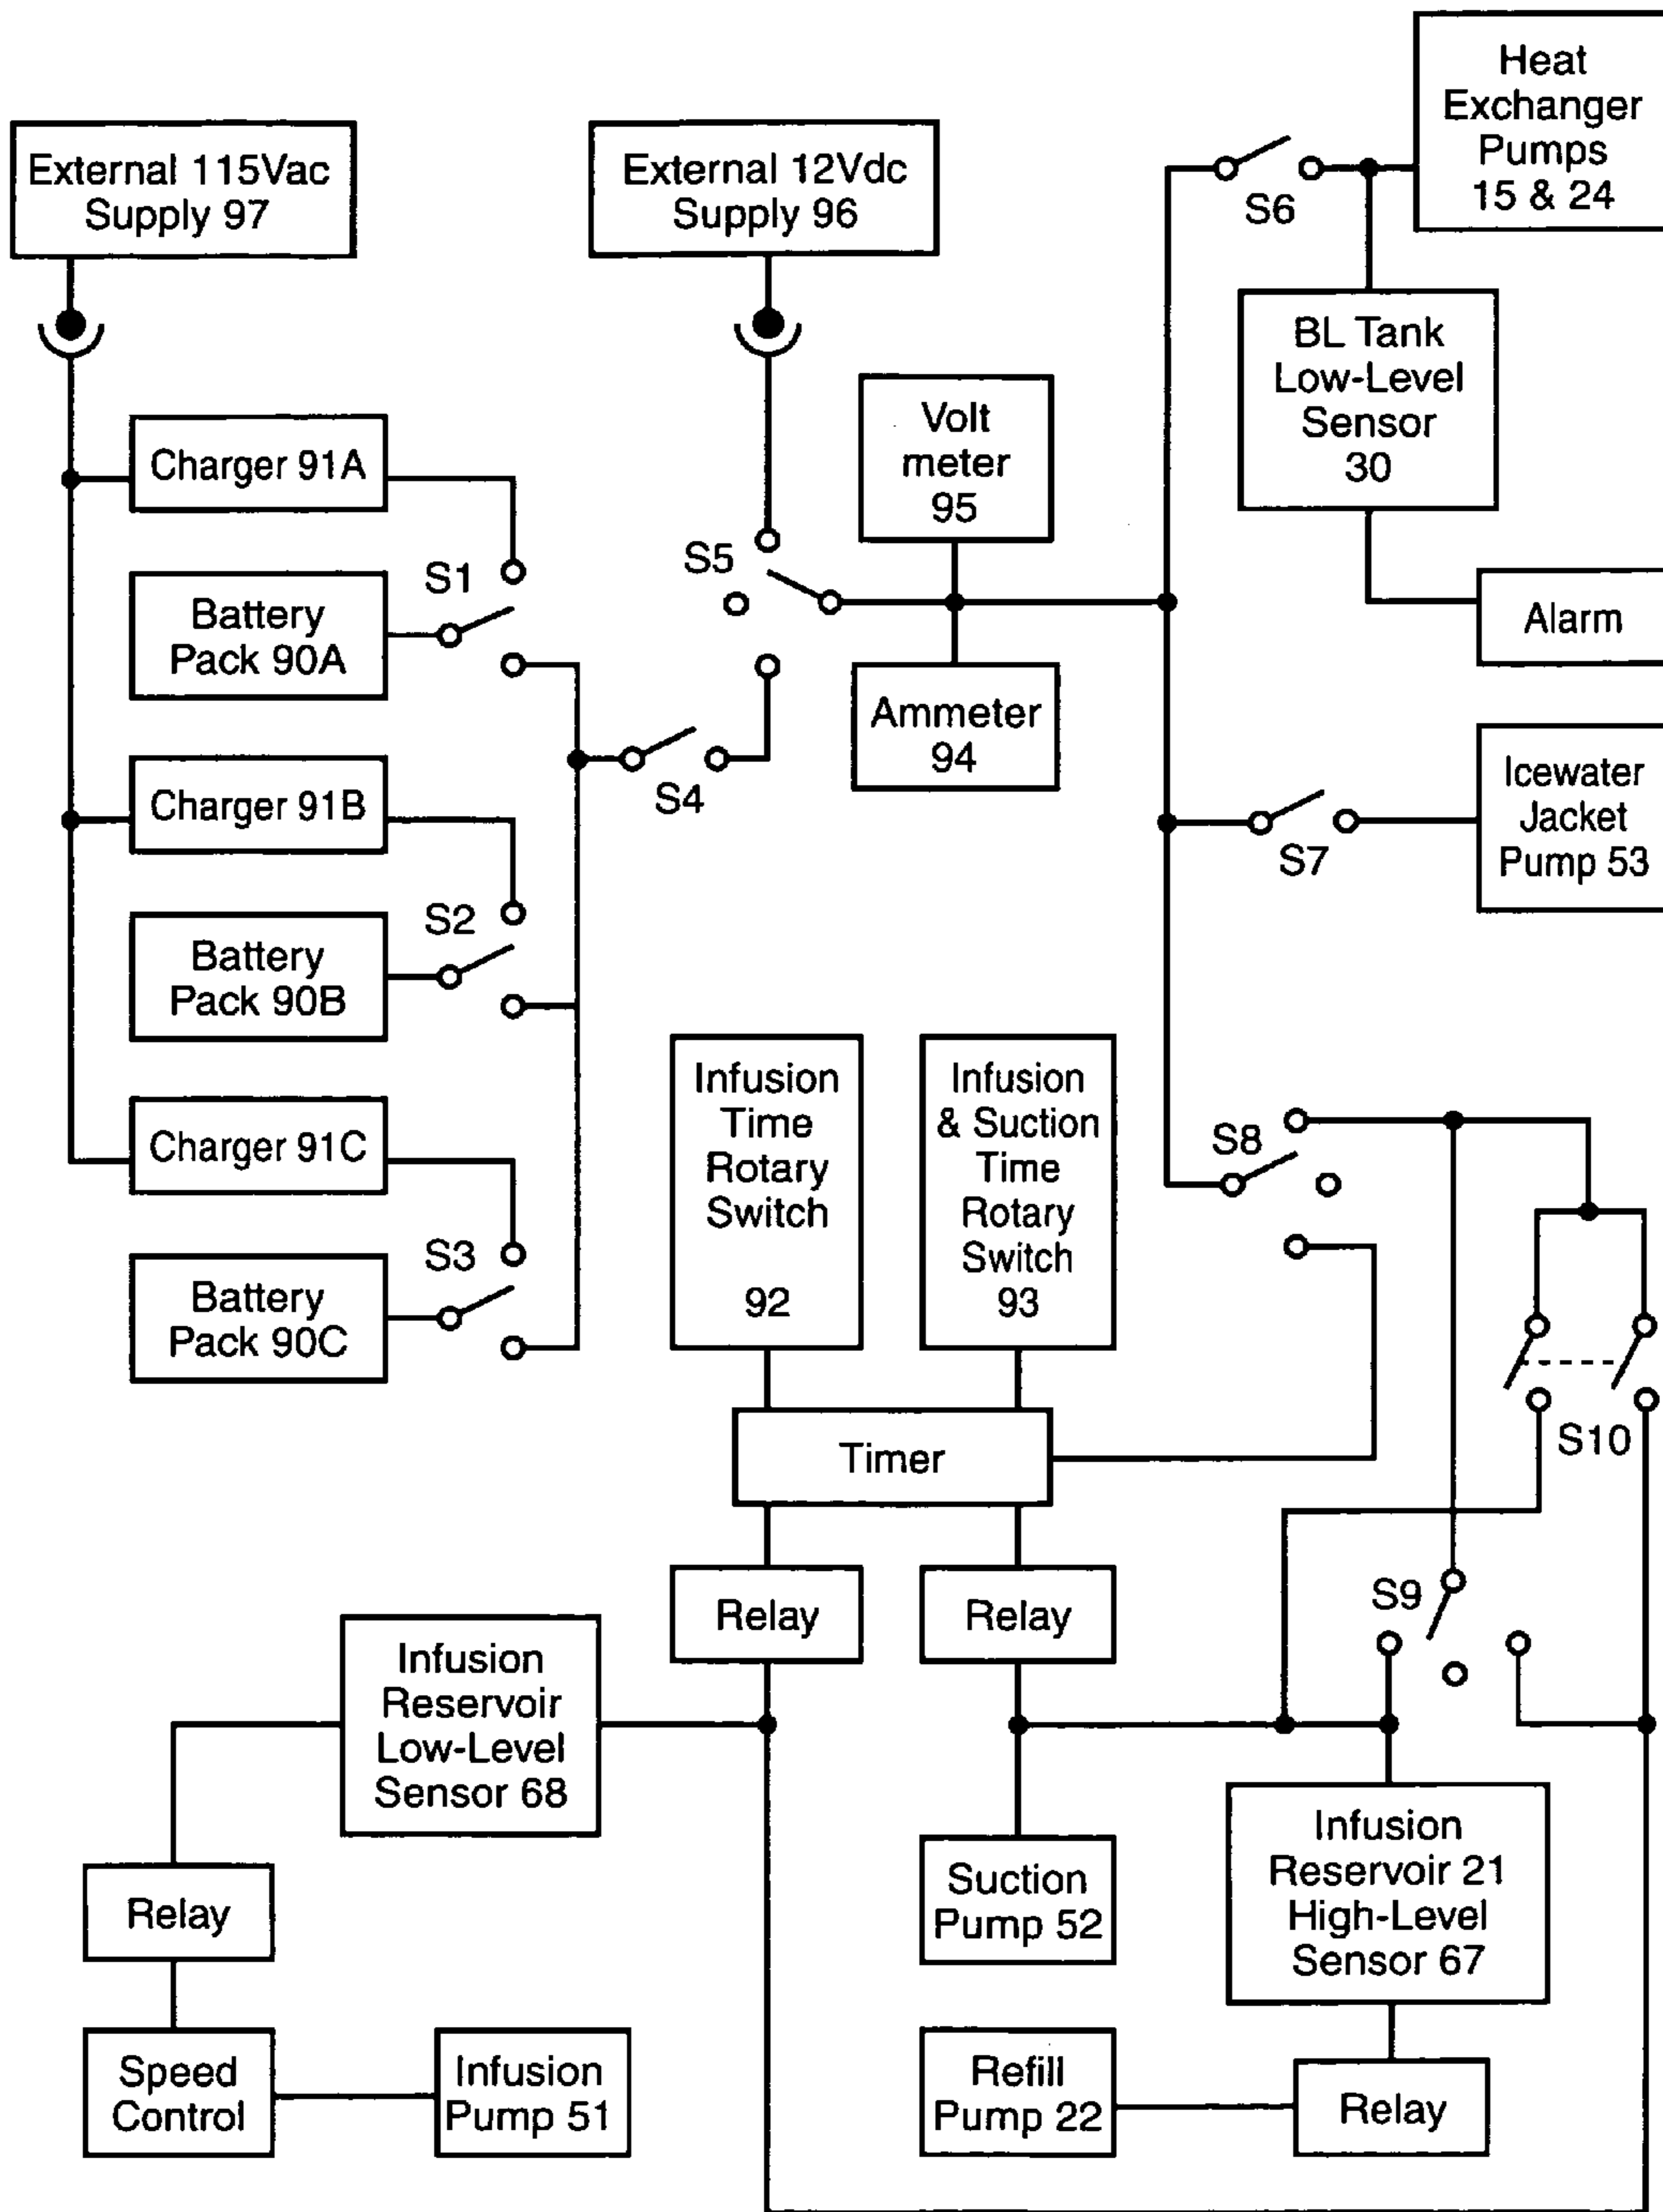 Heat
Exchanger
Pumps
15 & 24
External 115Vac
Supply 97
External 12Vdc
Supply 96
S6
BL Tank
Low-Level
Sensor
30
Volt
meter
95
Charger 91A
S5
S1
Battery
Pack 90A
Alarm
Ammeter
94
S4
Icewater
Jacket
Pump 53
S7
Charger 91B
S2
Battery
Pack 90B
Infusion
Time
Rotary
Switch
92
Infusion
& Suction
Time
Rotary
Switch
93
Charger 91C
S8
S3
Battery
Pack 90C
Timer
S10
Relay
Relay
S9
Infusion
Reservoir
Low-Level
Sensor 68
Infusion
Reservoir 21
High-Level
Sensor 67
Suction
Pump 52
Relay
Speed
Control
Infusion
Pump 51
Refill
Pump 22
Relay